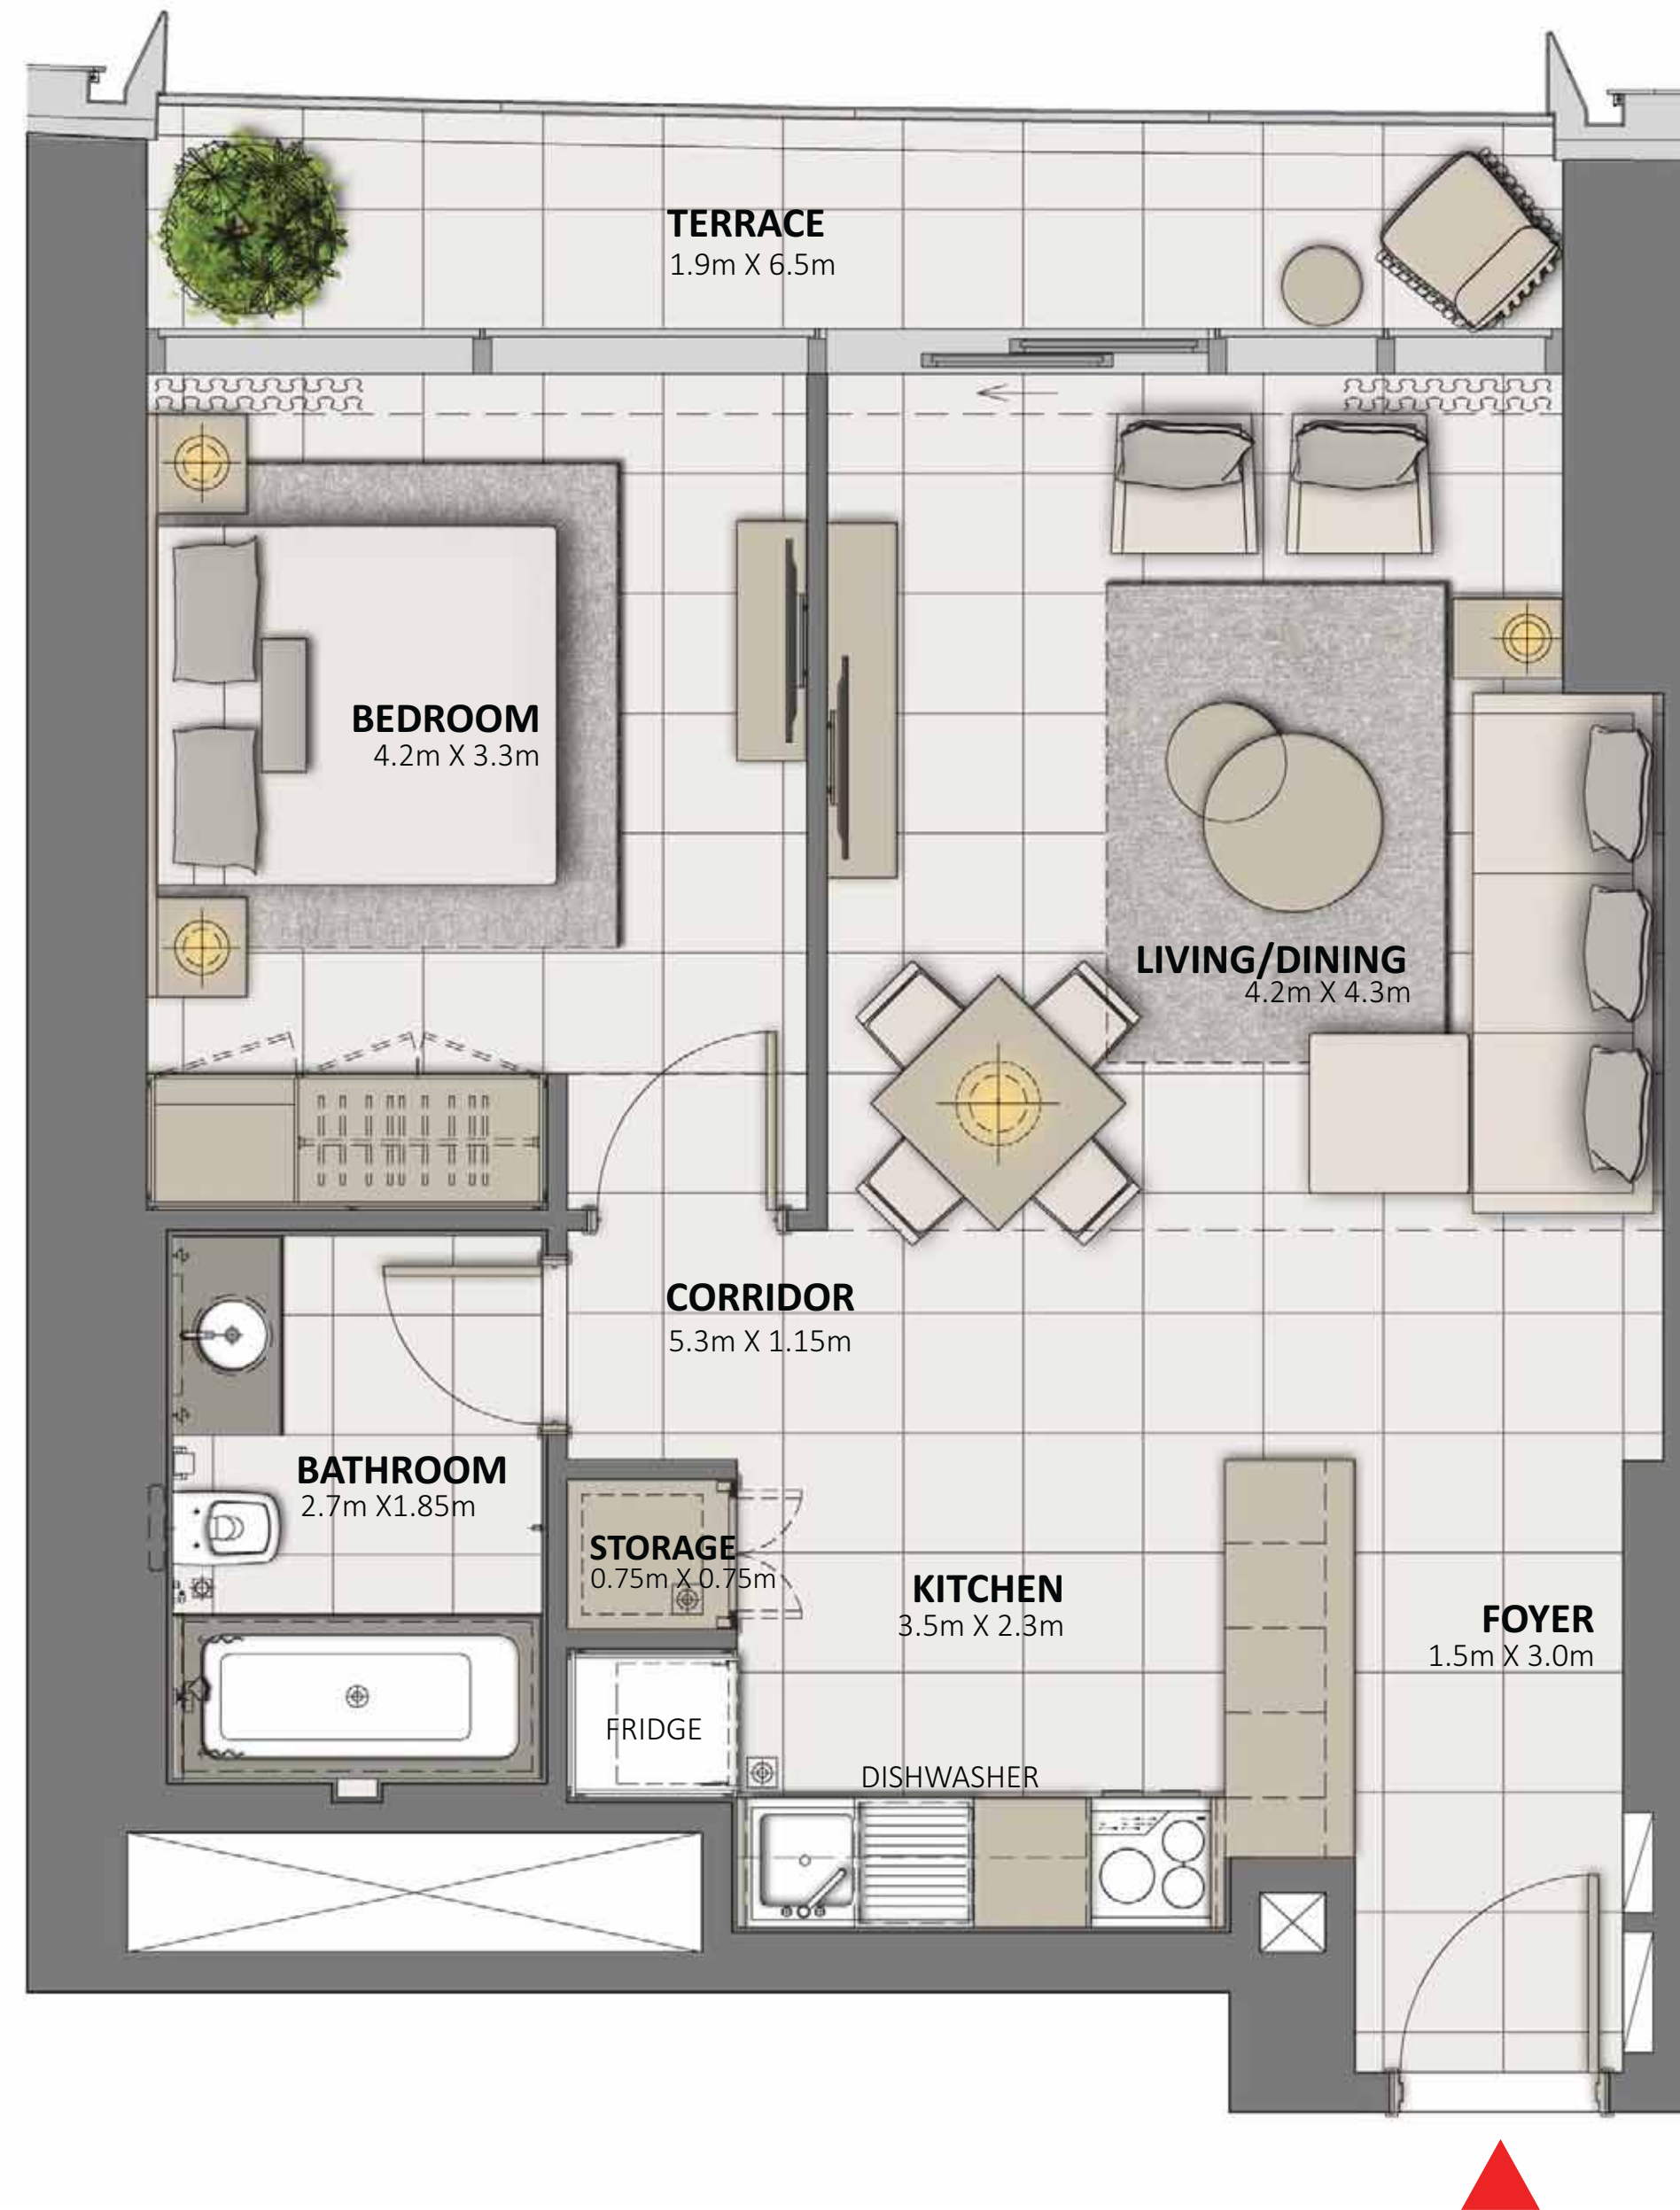 TERRACE
1.9m X 6.5m
BEDROOM
4.2m X 3.3m
LIVING/DINING
4.2m X 4.3m
CORRIDOR
5.3m X 1.15m
BATHROOM
2.7m X1.85m
STORAGE
0.75m X 0.75m
KITCHEN
3.5m X 2.3m
FOYER
1.5m X 3.0m
FRIDGE
DISHWASHER